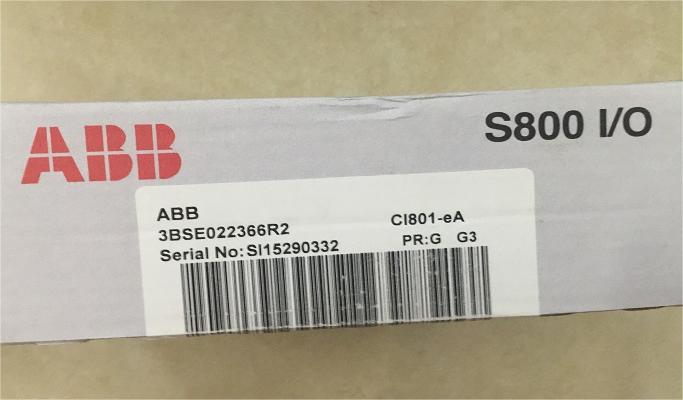 ABB
S800 I/O
ABB
3BSE022366R2
CI801-eA
Serial No:SI15290332
PR:G G3